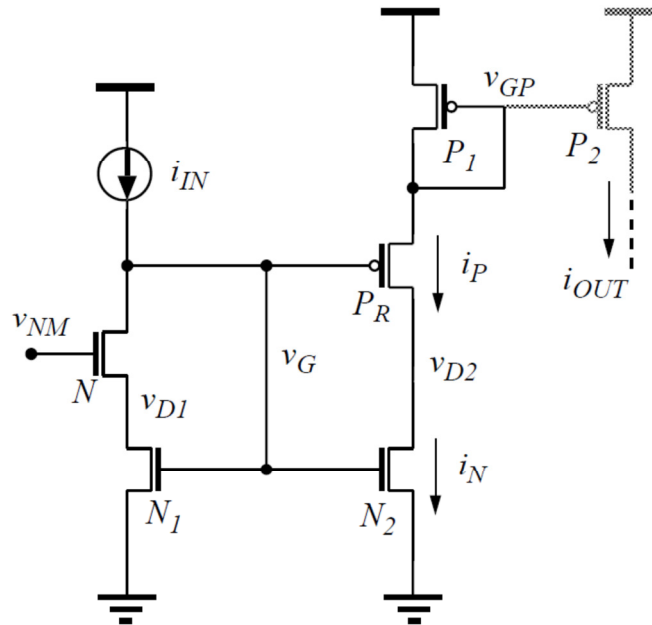 v_GP
P_1
P_2
i_IN
i_OUT
i_P
P_R
v_NM
v_G
v_D2
N
v_D1
i_N
N_1
N_2